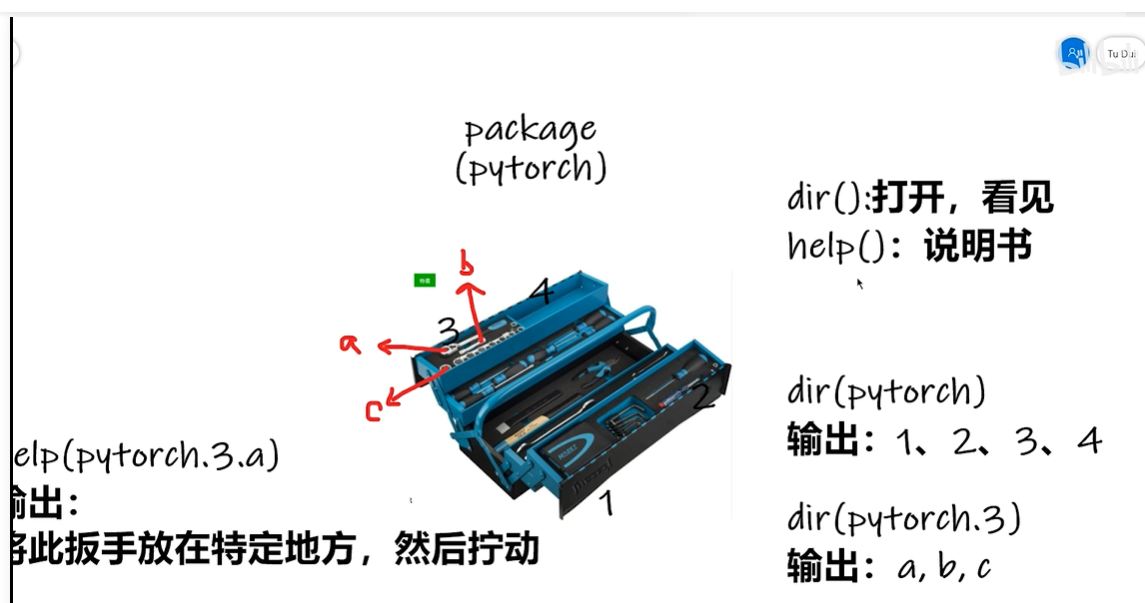 Tu Dui
package
(pytorch)
dir():打开，看见
help()：说明书
b
4
3
a
c
2
1
dir(pytorch)
输出：1、2、3、4
elp(pytorch.3.a)
输出：
将此扳手放在特定地方，然后拧动
dir(pytorch.3)
输出：a, b, c